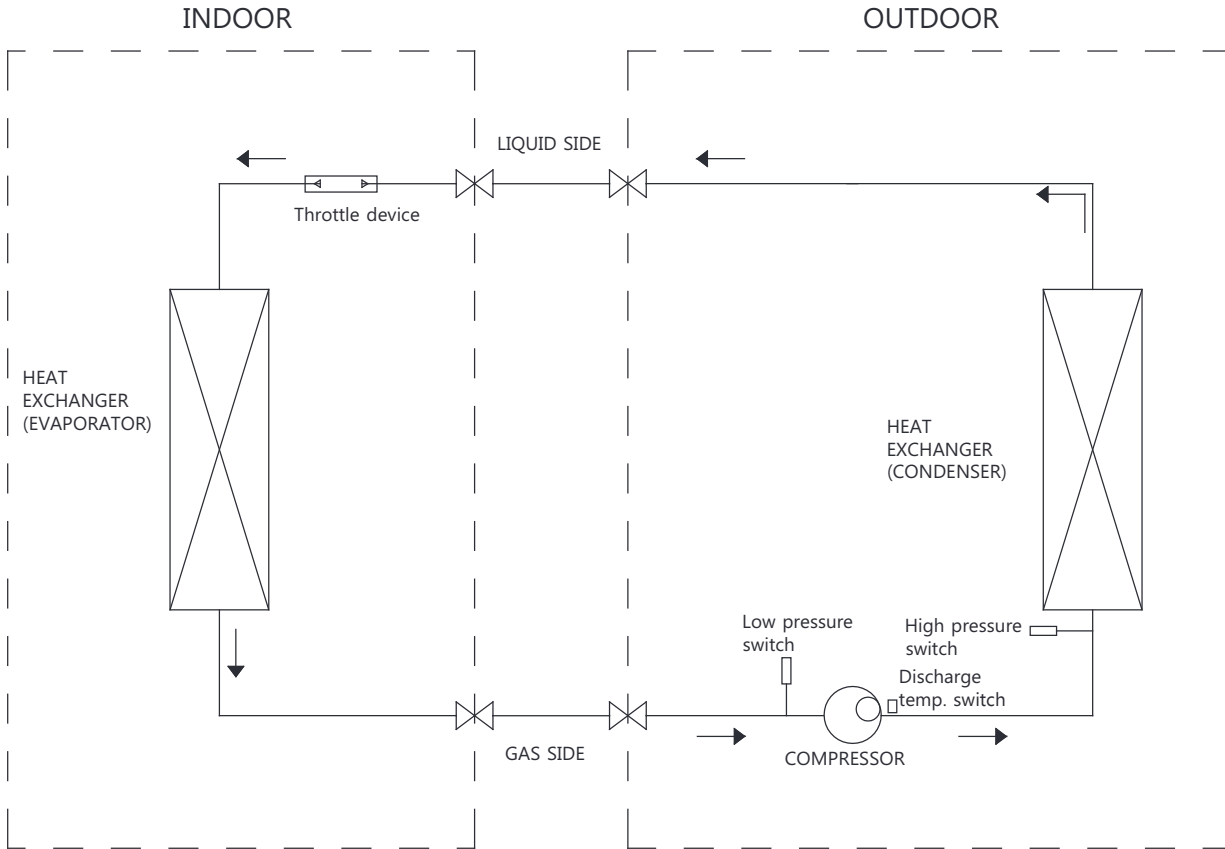 INDOOR
OUTDOOR
LIQUID SIDE
Throttle device
HEAT
EXCHANGER
(EVAPORATOR)
HEAT
EXCHANGER
(CONDENSER)
Low pressure
switch
High pressure
switch
Discharge
temp. switch
GAS SIDE
COMPRESSOR